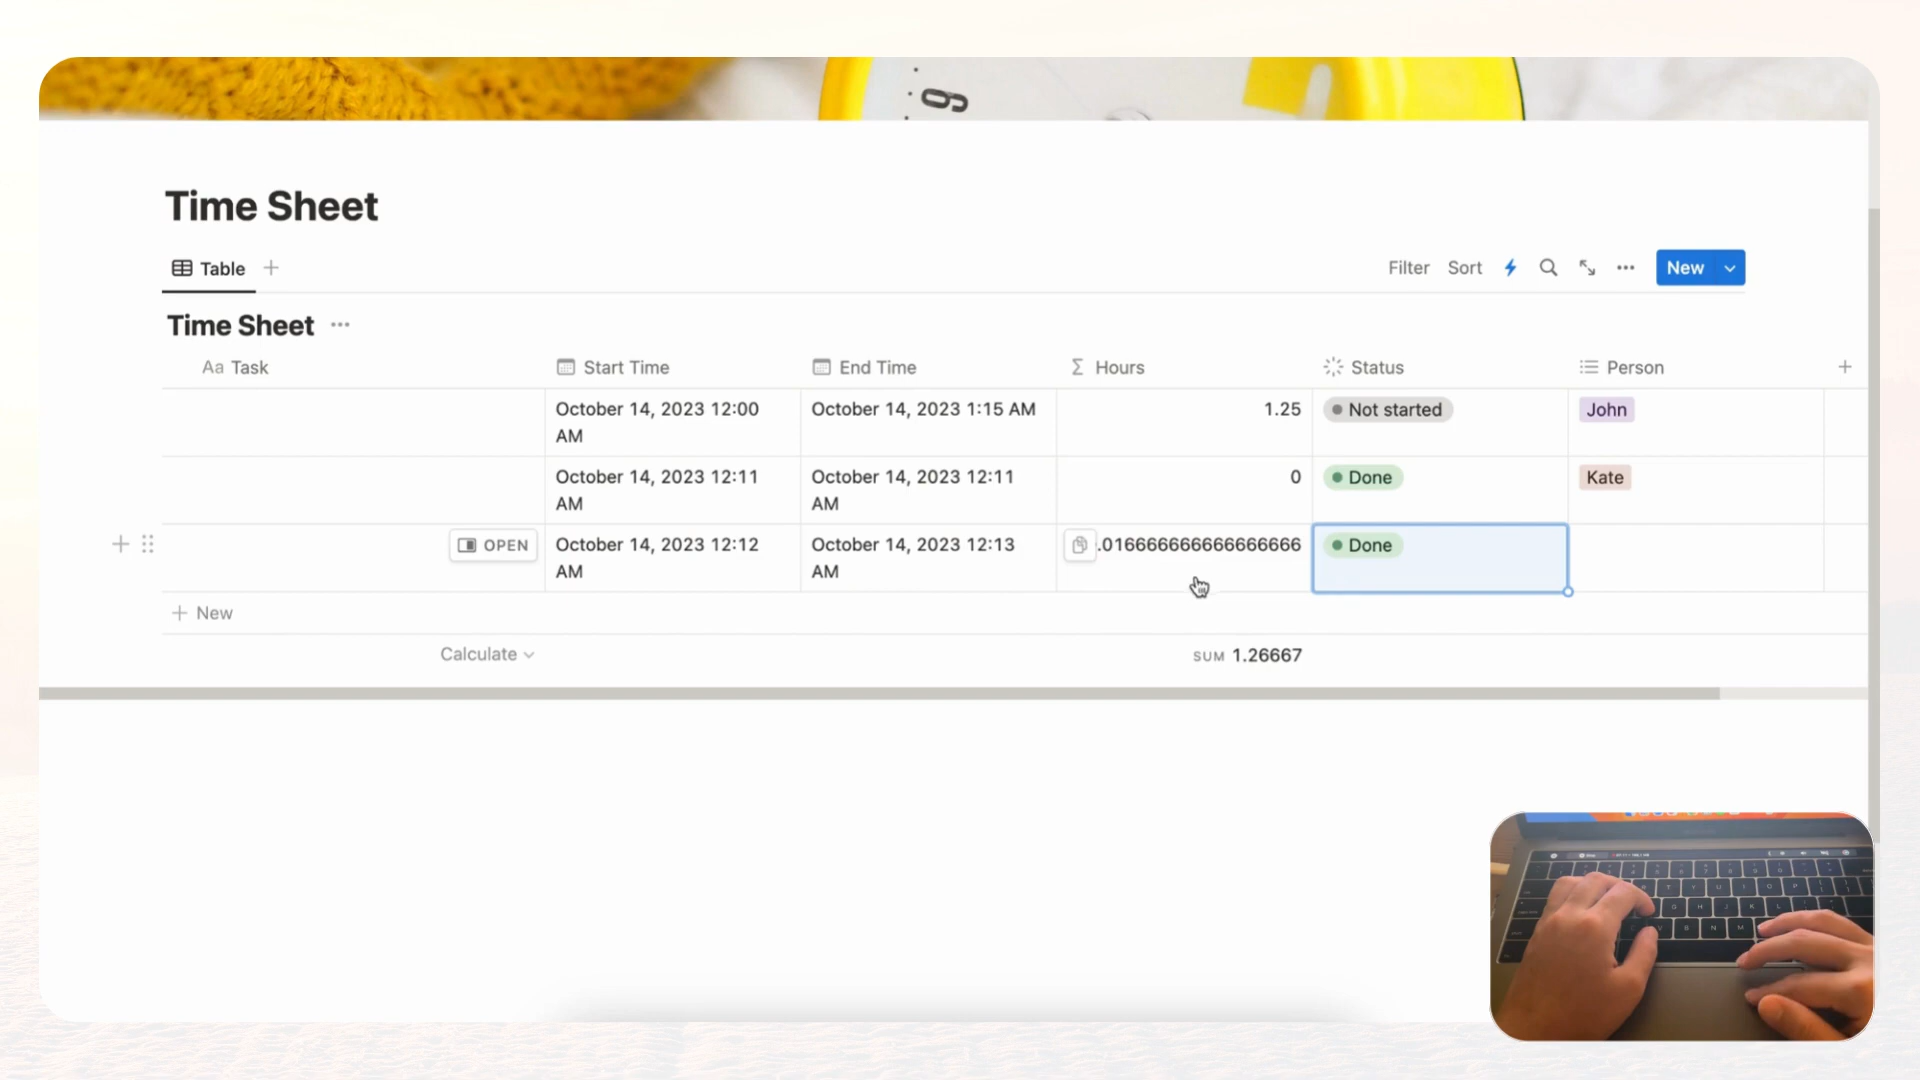 6
Time Sheet
Table
Filter Sort New
Time Sheet
Aa Task Start Time End Time Σ Hours Status Person
October 14, 2023 12:00 AM October 14, 2023 1:15 AM 1.25 Not started John
October 14, 2023 12:11 AM October 14, 2023 12:11 AM 0 Done Kate
OPEN October 14, 2023 12:12 AM October 14, 2023 12:13 AM .016666666666666666 Done
+ New
Calculate SUM 1.26667